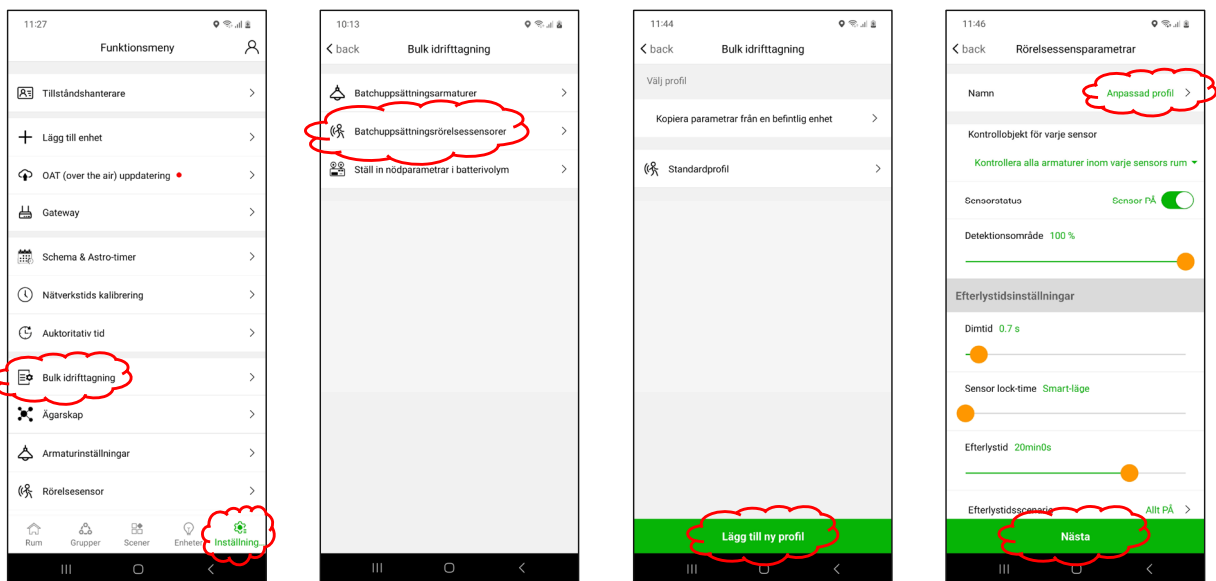 11:27
Funktionsmeny
Tillståndshanterare
Lägg till enhet
OAT (over the air) uppdatering
Gateway
Schema & Astro-timer
Nätverkstids kalibrering
Auktoritativ tid
Bulk idrifttagning
Ägarskap
Armaturinställningar
Rörelsesensor
Rum Grupper Scener Enheter Inställning...
10:13
back Bulk idrifttagning
Batchuppsättningsarmaturer
Batchuppsättningsrörelsessensorer
Ställ in nödparametrar i batterivolym
11:44
back Bulk idrifttagning
Välj profil
Kopiera parametrar från en befintlig enhet
Standardprofil
Lägg till ny profil
11:46
back Rörelsessensparametrar
Namn Anpassad profil
Kontrollobjekt för varje sensor
Kontrollera alla armaturer inom varje sensors rum
Sensorstatus Sensor PÅ
Detektionsområde 100 %
Efterlystidsinställningar
Dimtid 0.7 s
Sensor lock-time Smart-läge
Efterlystid 20min0s
Efterlystidsscenario Allt PÅ
Nästa